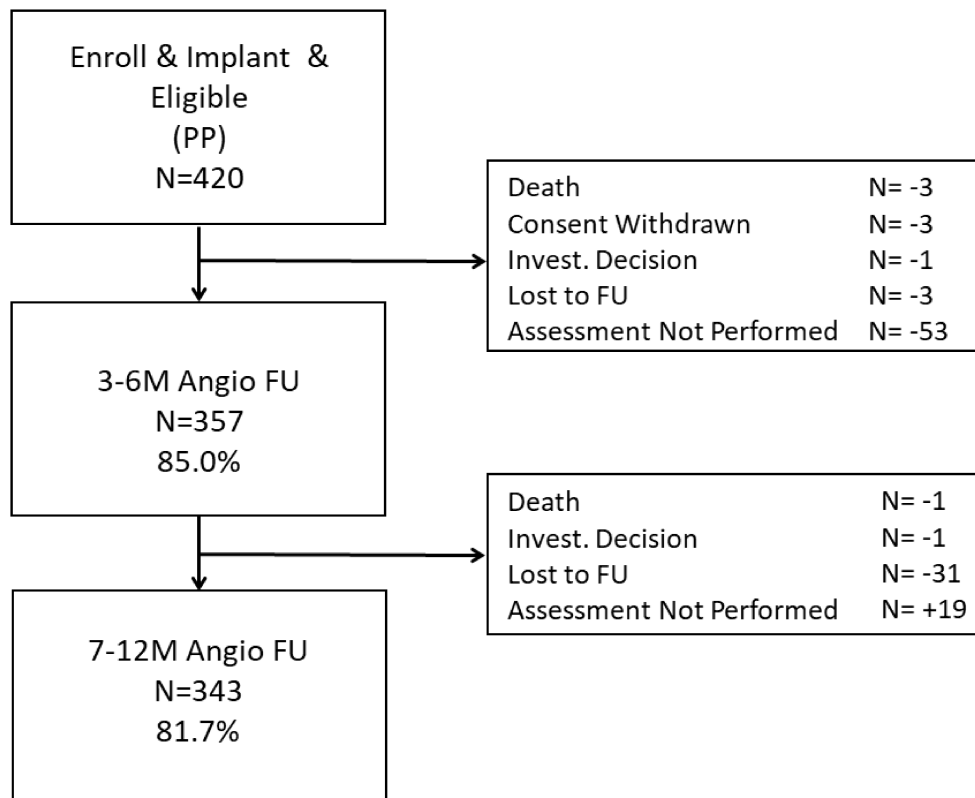 Enroll & Implant &
Eligible
(PP)
N=420
Death N= -3
Consent Withdrawn N= -3
Invest. Decision N= -1
Lost to FU N= -3
Assessment Not Performed N= -53
3-6M Angio FU
N=357
85.0%
Death N= -1
Invest. Decision N= -1
Lost to FU N= -31
Assessment Not Performed N= +19
7-12M Angio FU
N=343
81.7%